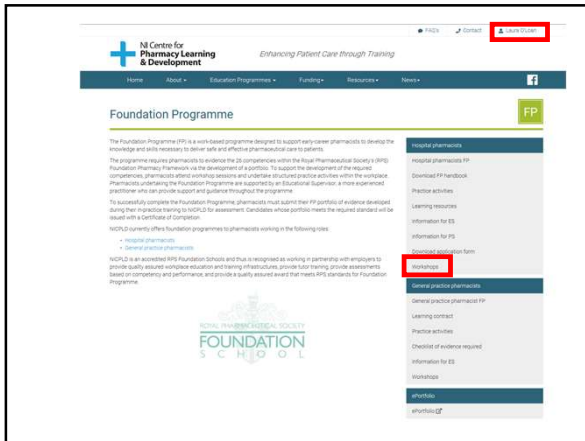 FAQ's Contact Laura O'Loan
NI Centre for
Pharmacy Learning
& Development
Enhancing Patient Care through Training
Home About Education Programmes Funding Resources News
Foundation Programme
FP
The Foundation Programme (FP) is a work-based programme designed to support early-career pharmacists to develop the
knowledge and skills necessary to deliver safe and effective pharmaceutical care to patients.
The programme requires pharmacists to evidence the 26 competencies within the Royal Pharmaceutical Society's (RPS)
Foundation Pharmacy Framework via the development of a portfolio. To support the development of the required
competencies, pharmacists attend workshop sessions and undertake structured practice activities within the workplace.
Pharmacists undertaking the Foundation Programme are supported by an Educational Supervisor, a more experienced
practitioner who can provide support and guidance throughout the programme.
To successfully complete the Foundation Programme, pharmacists must submit their FP portfolio of evidence developed
during their in-practice training to NICPLD for assessment. Candidates whose portfolio meets the required standard will be
issued with a Certificate of Completion.
NICPLD currently offers foundation programmes to pharmacists working in the following roles:
Hospital pharmacists
General practice pharmacists
NICPLD is an accredited RPS Foundation Schools and thus is recognised as working in partnership with employers to
provide quality assured workplace education and training infrastructures, provide tutor training, provide assessments
based on competency and performance, and provide a quality assured award that meets RPS standards for Foundation
Programme.
ROYAL PHARMACEUTICAL SOCIETY
FOUNDATION
SCHOOL
Hospital pharmacists
Hospital pharmacists FP
Download FP handbook
Practice activities
Learning resources
Information for ES
Information for PS
Download application form
Workshops
General practice pharmacists
General practice pharmacist FP
Learning contract
Practice activities
Checklist of evidence required
Information for ES
Workshops
ePortfolio
ePortfolio